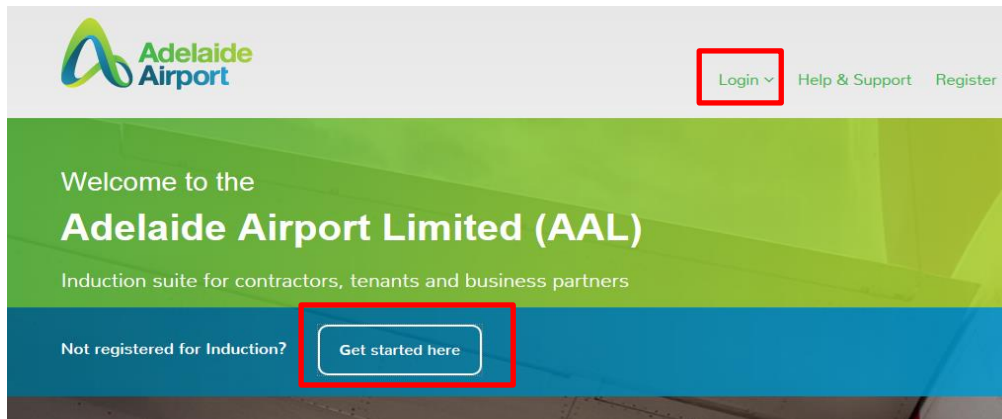 Adelaide
Airport
Login Help & Support Register
Welcome to the
Adelaide Airport Limited (AAL)
Induction suite for contractors, tenants and business partners
Not registered for Induction? Get started here